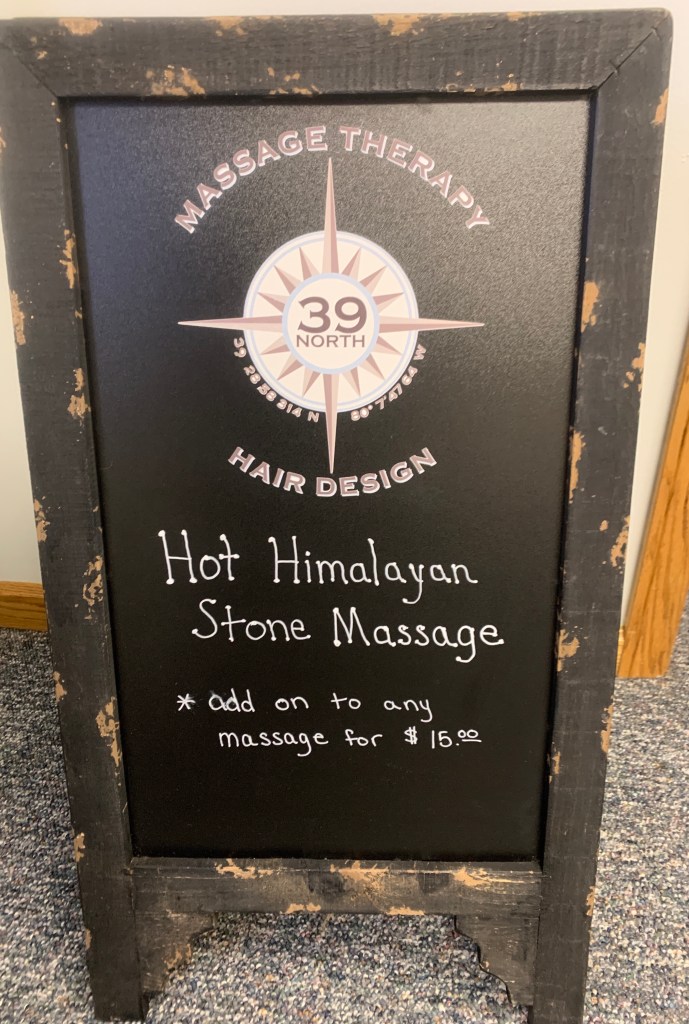 MASSAGE THERAPY
39
NORTH
HAIR DESIGN
Hot Himalayan
Stone Massage
* add on to any
massage for $ 15.00